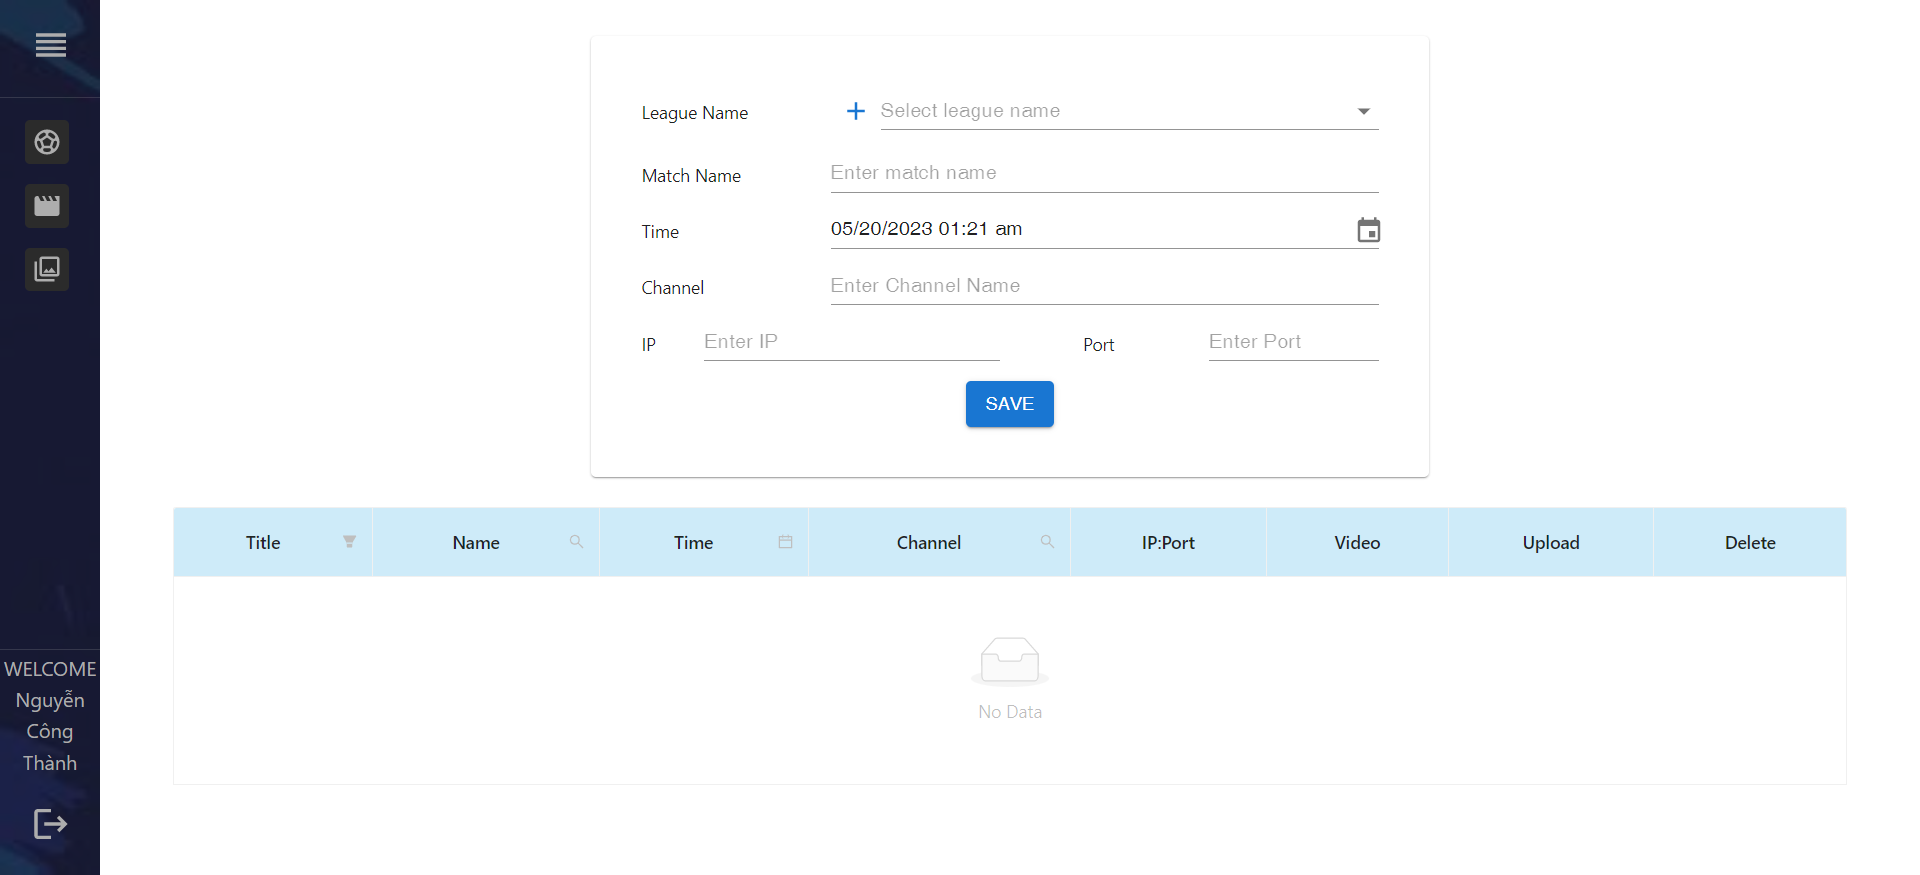 League Name
Select league name
Match Name
Enter match name
Time
05/20/2023 01:21 am
Channel
Enter Channel Name
IP
Enter IP
Port
Enter Port
SAVE
Title
Name
Time
Channel
IP:Port
Video
Upload
Delete
No Data
WELCOME
Nguyễn
Công
Thành